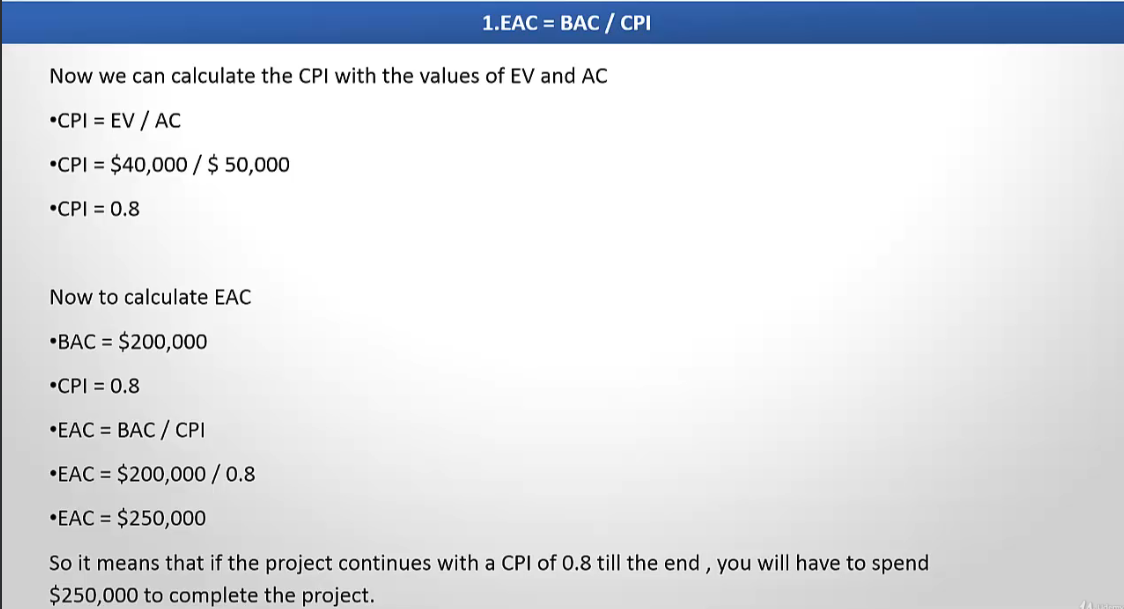 1.EAC = BAC / CPI
Now we can calculate the CPI with the values of EV and AC
•CPI = EV / AC
•CPI = $40,000 / $ 50,000
•CPI = 0.8
Now to calculate EAC
•BAC = $200,000
•CPI = 0.8
•EAC = BAC / CPI
•EAC = $200,000 / 0.8
•EAC = $250,000
So it means that if the project continues with a CPI of 0.8 till the end , you will have to spend
$250,000 to complete the project.